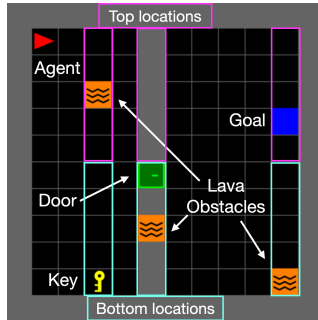 Top locations
Agent
Goal
Door
Lava
Obstacles
Key
Bottom locations